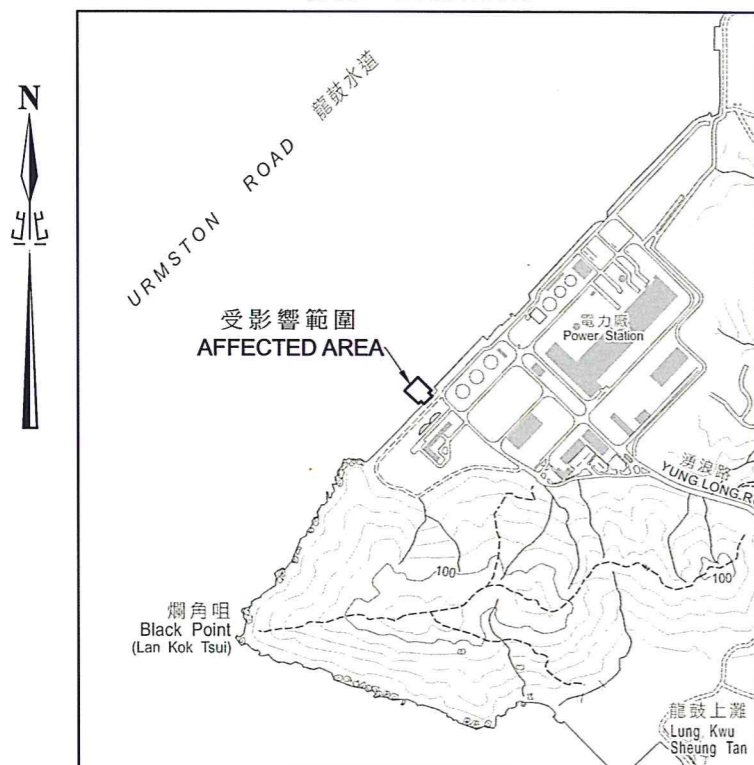 N
龍鼓水道
URMSTON ROAD
受影響範圍
AFFECTED AREA
電力廠
Power Station
湧浪路
YUNG LONG R
100
100
爛角咀
Black Point
(Lan Kok Tsui)
龍鼓上灘
Lung Kwu
Sheung Tan